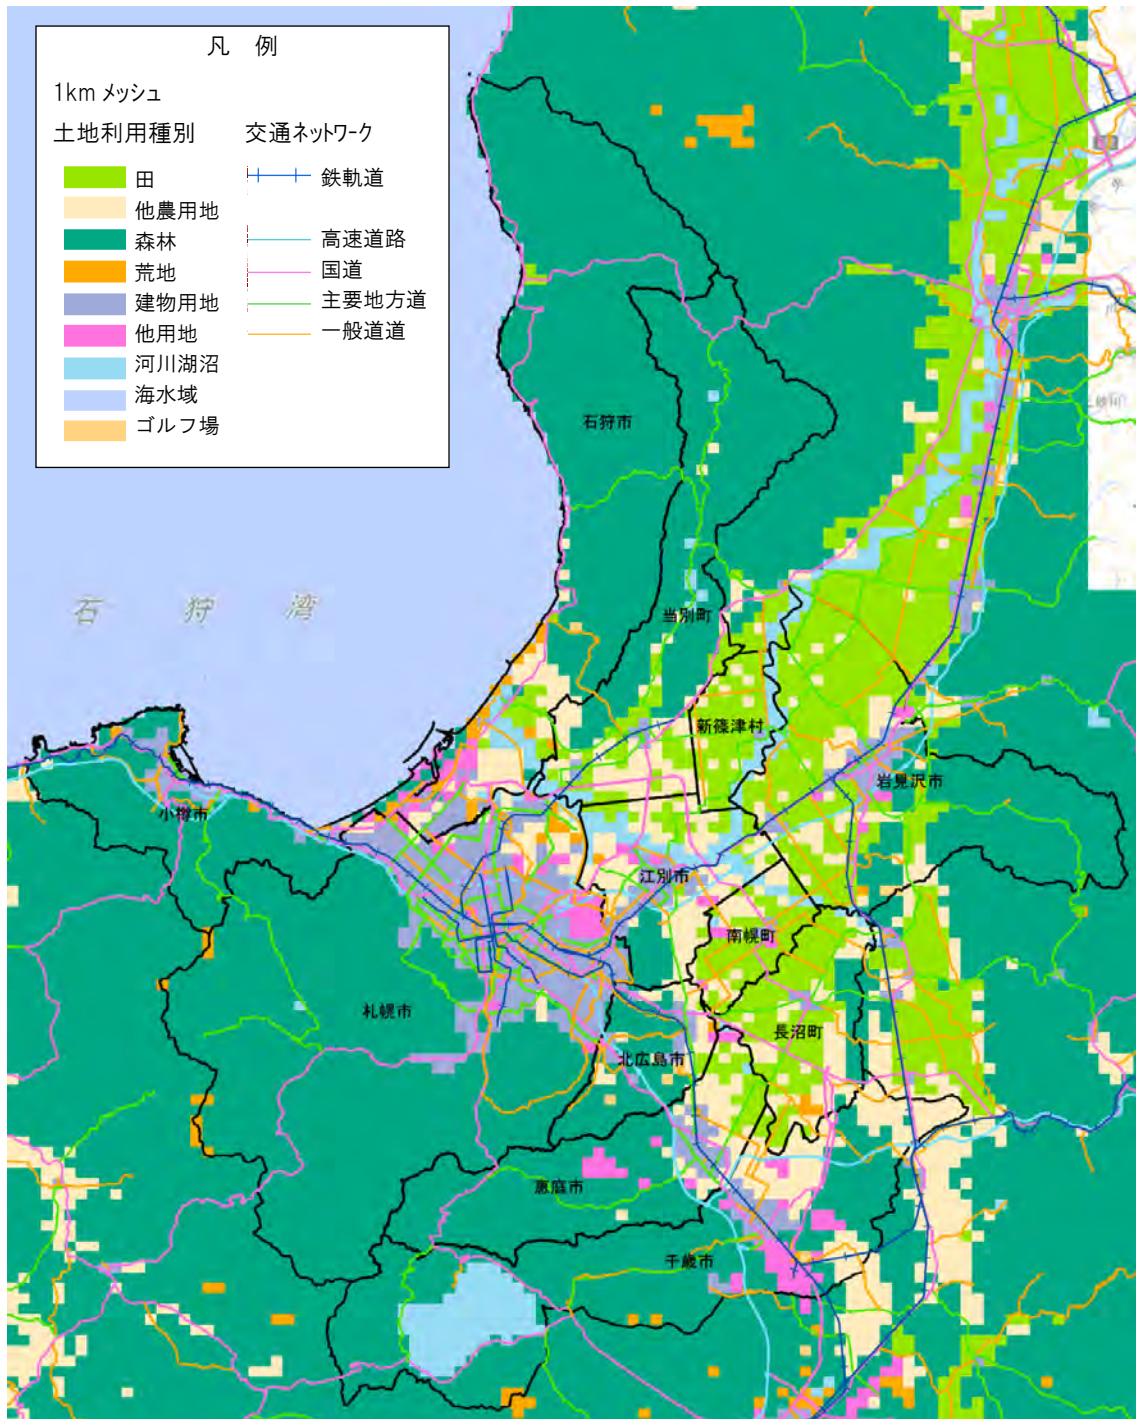 凡 例
1km メッシュ
土地利用種別
交通ネットワーク
田
他農用地
森林
荒地
建物用地
他用地
河川湖沼
海水域
ゴルフ場
鉄軌道
高速道路
国道
主要地方道
一般道道
石狩市
石 狩 湾
当別町
新篠津村
岩見沢市
小樽市
江別市
南幌町
札幌市
長沼町
北広島市
恵庭市
千歳市